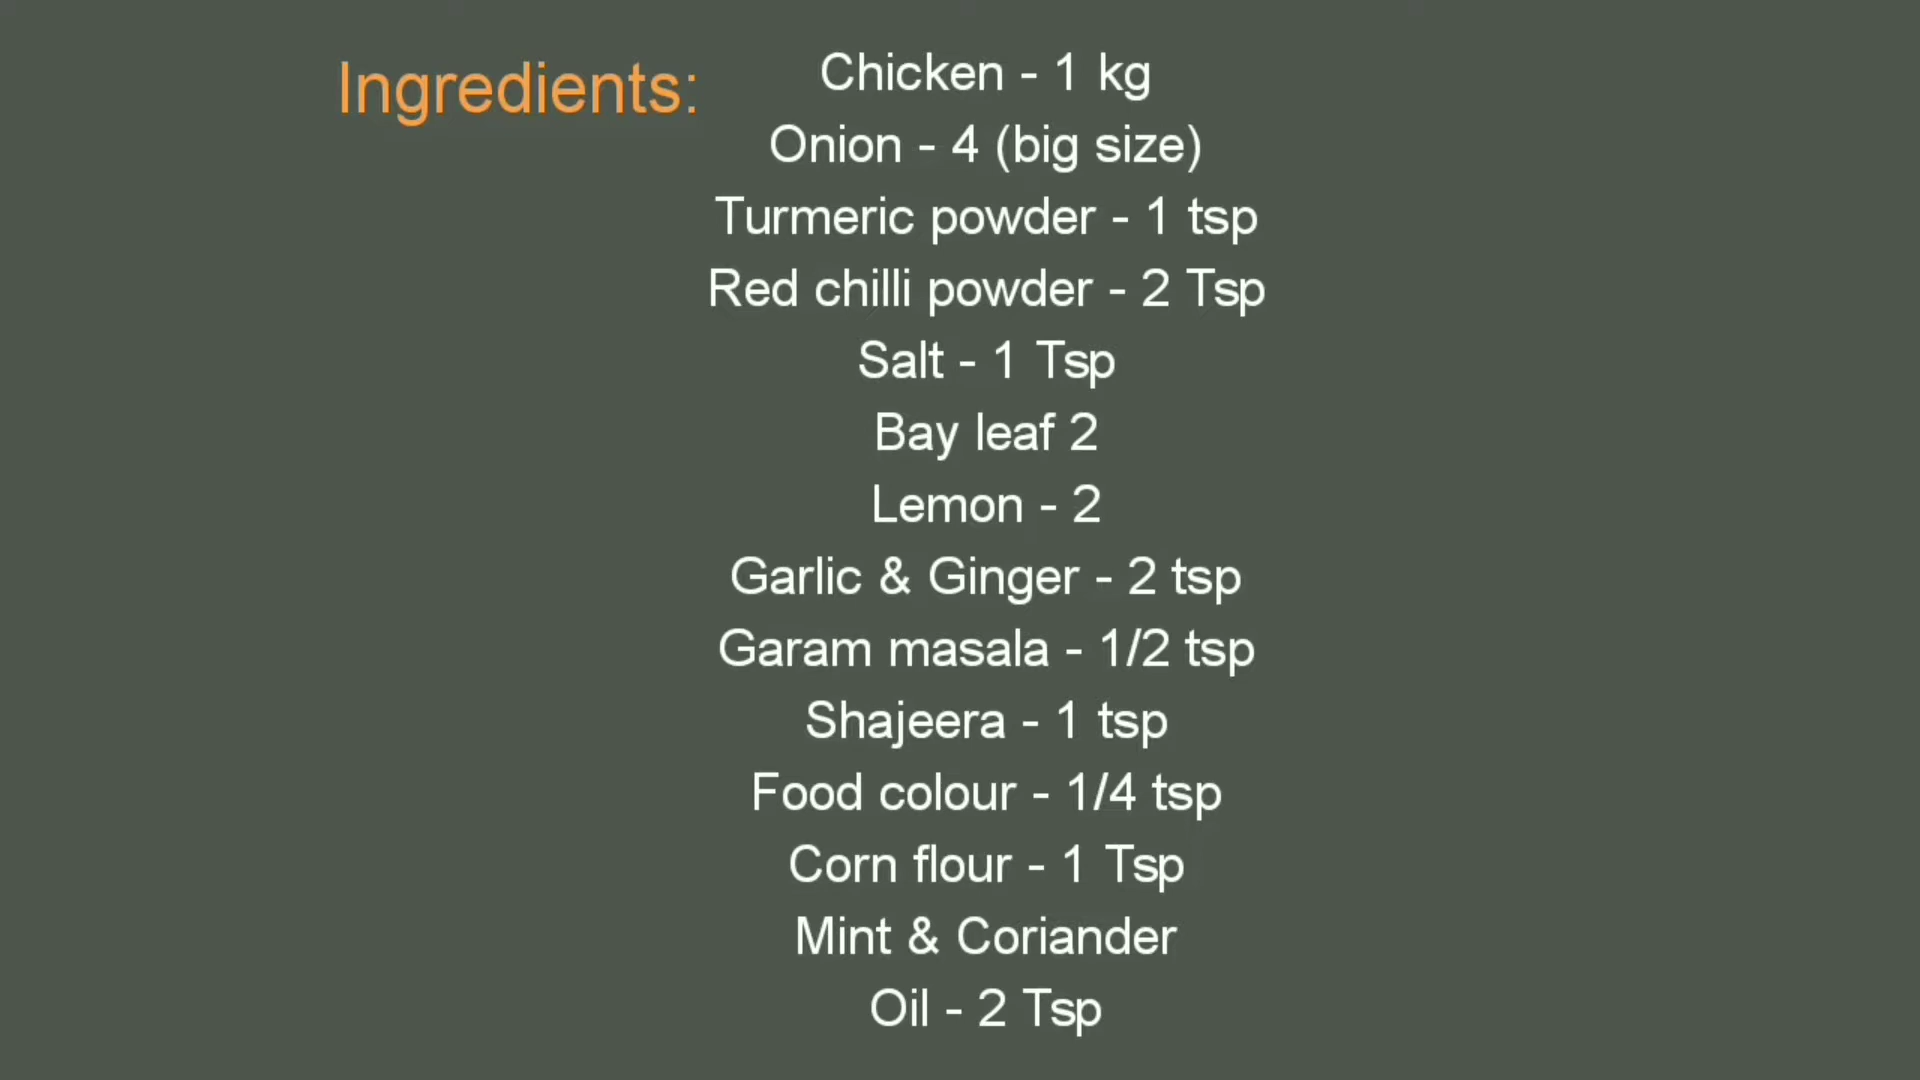 Ingredients:
Chicken - 1 kg
Onion - 4 (big size)
Turmeric powder - 1 tsp
Red chilli powder - 2 Tsp
Salt - 1 Tsp
Bay leaf 2
Lemon - 2
Garlic & Ginger - 2 tsp
Garam masala - 1/2 tsp
Shajeera - 1 tsp
Food colour - 1/4 tsp
Corn flour - 1 Tsp
Mint & Coriander
Oil - 2 Tsp